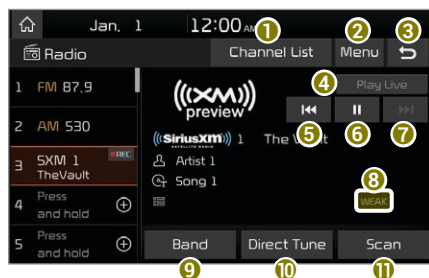 Jan. 1 12:00 AM
1 2 3
Radio Channel List Menu
4 Play Live
1 FM 87.9
((XM)) preview
5 6 7
2 AM 530
((SiriusXM)) 1 The Vault
SATELLITE RADIO
3 SXM 1 REC
TheVault
Artist 1
Song 1
8
WEAK
4 Press and hold
5 Press and hold
Band Direct Tune Scan
9 10 11